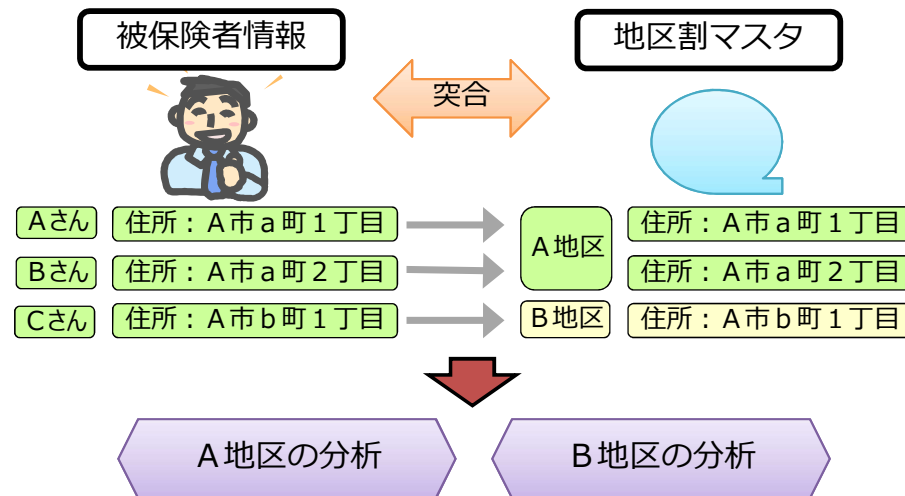 被保険者情報
地区割マスタ
突合
Aさん 住所：A市a町1丁目
A地区 住所：A市a町1丁目
Bさん 住所：A市a町2丁目
住所：A市a町2丁目
Cさん 住所：A市b町1丁目
B地区 住所：A市b町1丁目
A地区の分析
B地区の分析